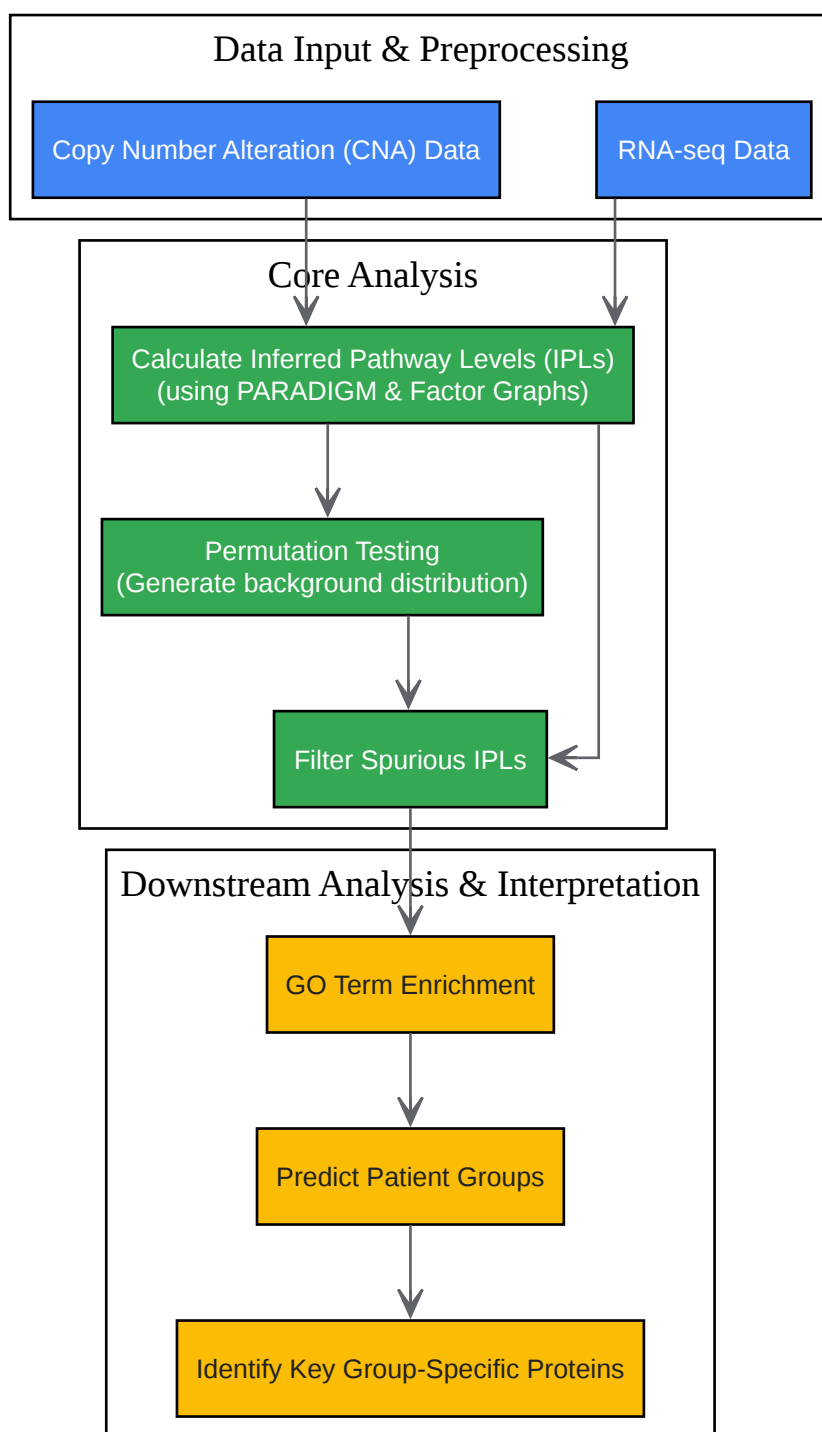 Data Input & Preprocessing
Copy Number Alteration (CNA) Data
RNA-seq Data
Core Analysis
Calculate Inferred Pathway Levels (IPLs)
(using PARADIGM & Factor Graphs)
Permutation Testing
(Generate background distribution)
Filter Spurious IPLs
Downstream Analysis & Interpretation
GO Term Enrichment
Predict Patient Groups
Identify Key Group-Specific Proteins